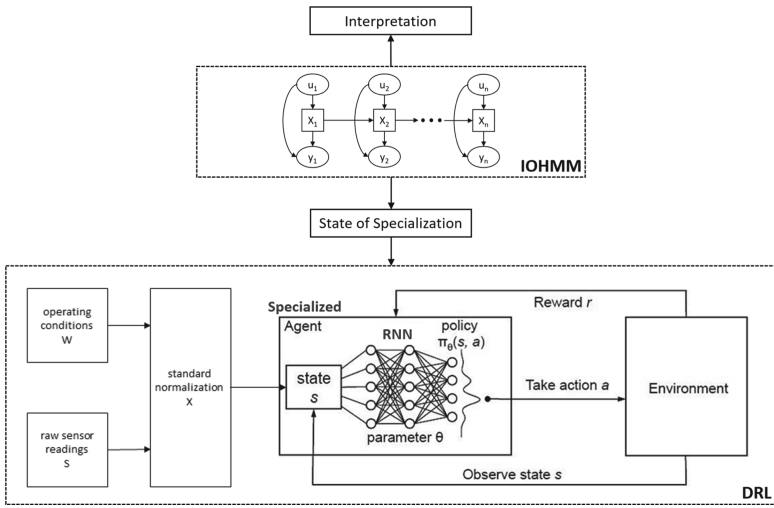 Interpretation
u1 u2 un
X1 X2 Xn
y1 y2 yn
IOHMM
State of Specialization
operating
conditions
W
raw sensor
readings
S
standard
normalization
X
Specialized
Agent
state
s
RNN
policy
πθ(s, a)
parameter θ
Reward r
Take action a
Environment
Observe state s
DRL